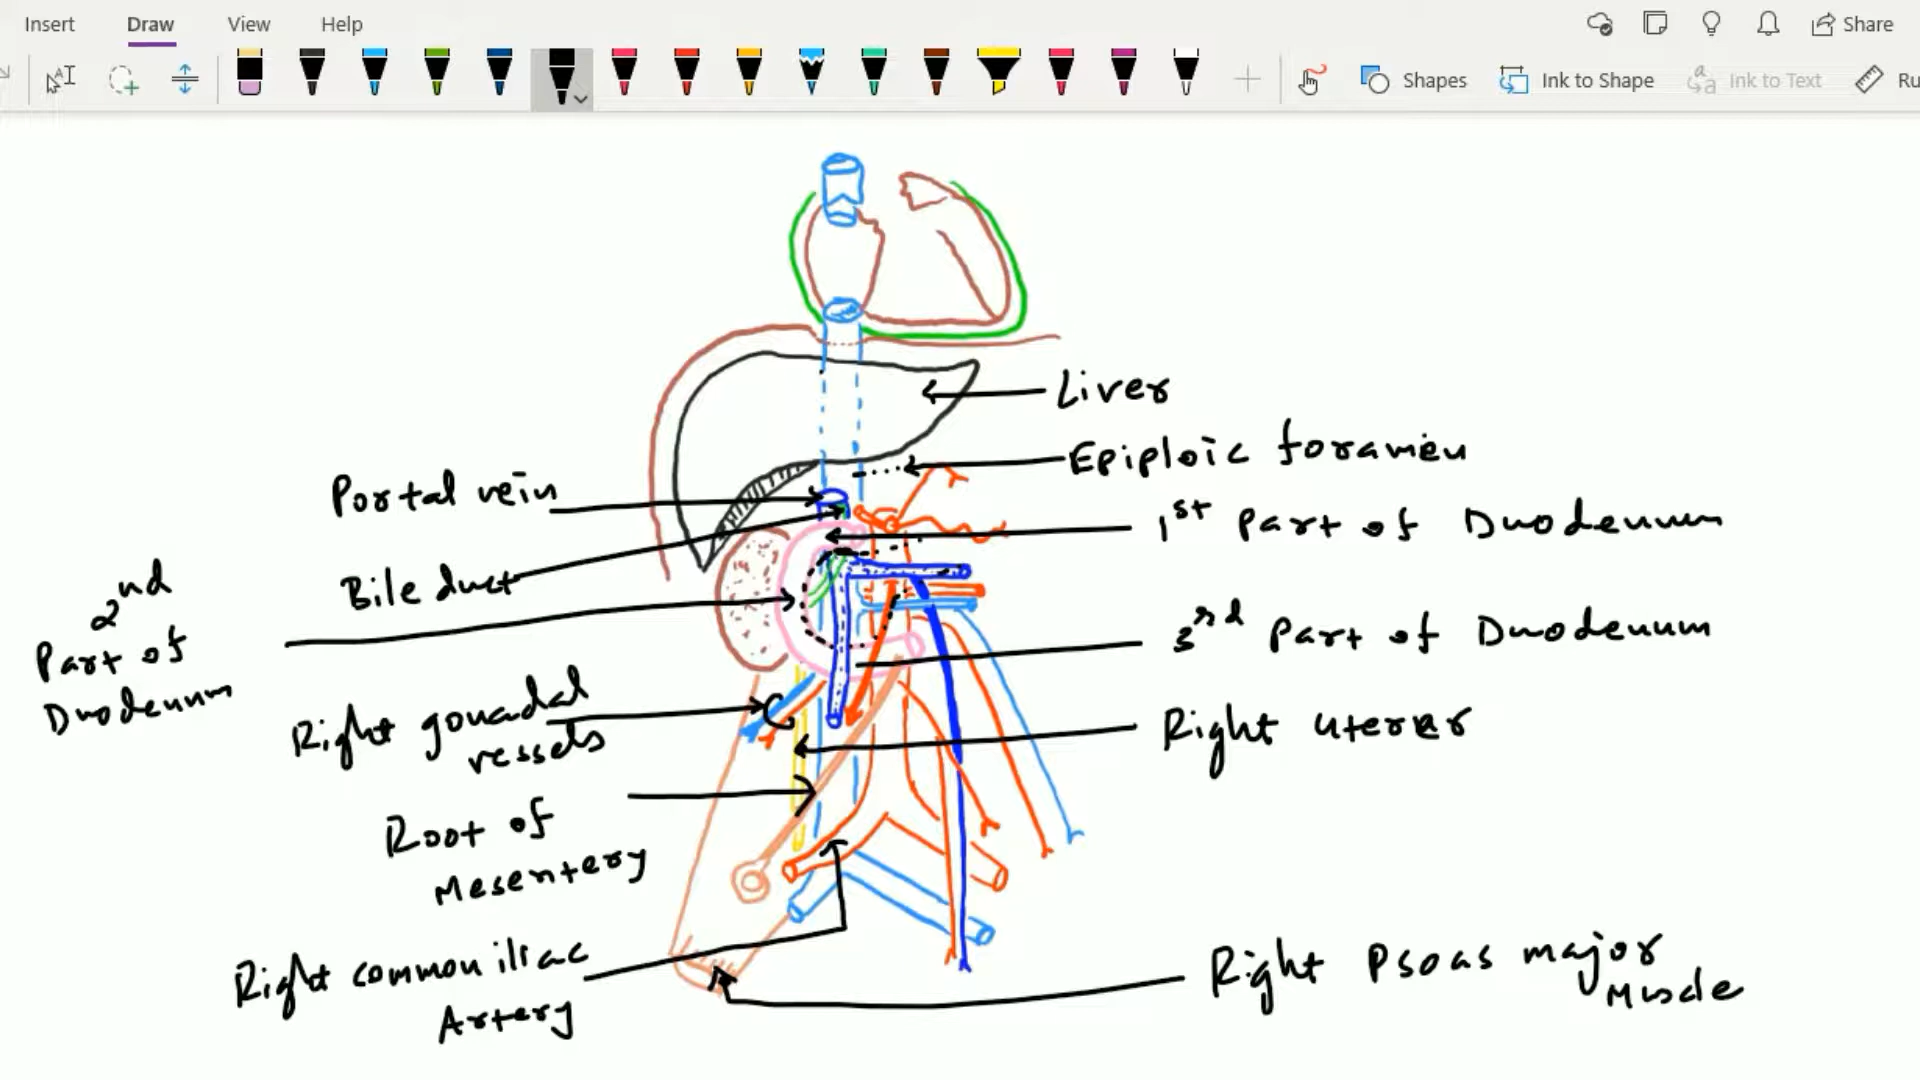 Insert Draw View Help Share
Shapes Ink to Shape Ink to Text Ru
Liver
Epiploic foramen
Portal vein
1st Part of Duodenum
Bile duct
2nd
Part of
Duodenum
3rd Part of Duodenum
Right gonadal
vessels
Right Ureter
Root of
Mesentery
Right common iliac
Artery
Right Psoas major
Muscle